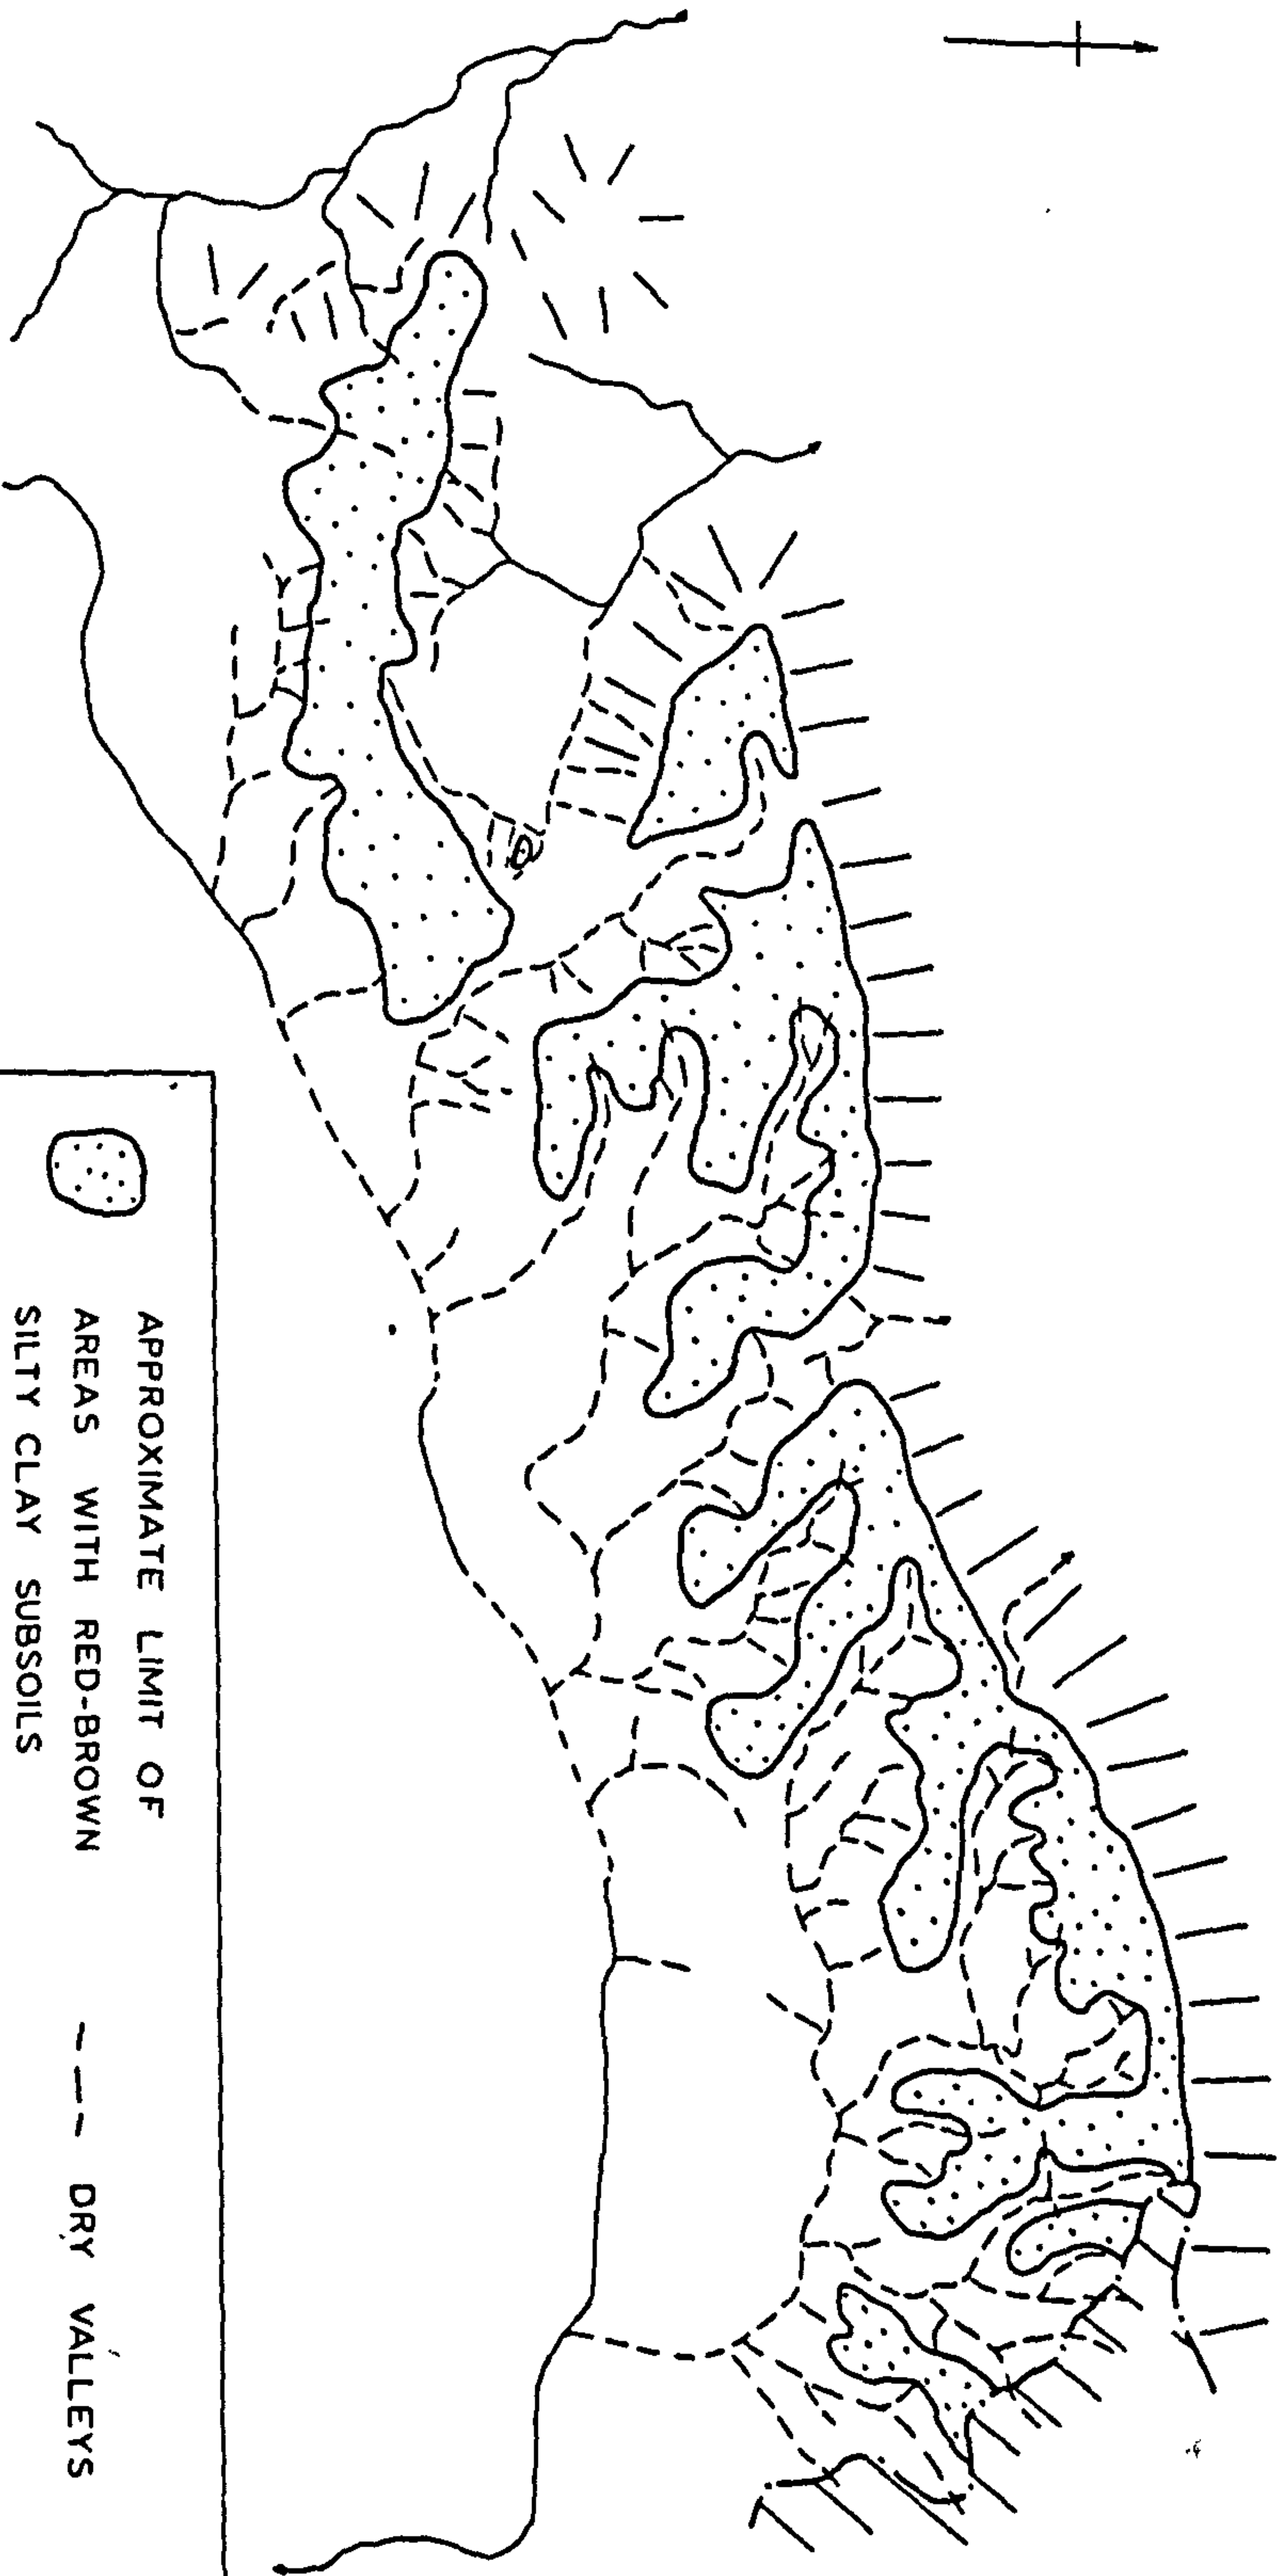 APPROXIMATE LIMIT OF
AREAS WITH RED-BROWN
SILTY CLAY SUBSOILS
DRY VALLEYS